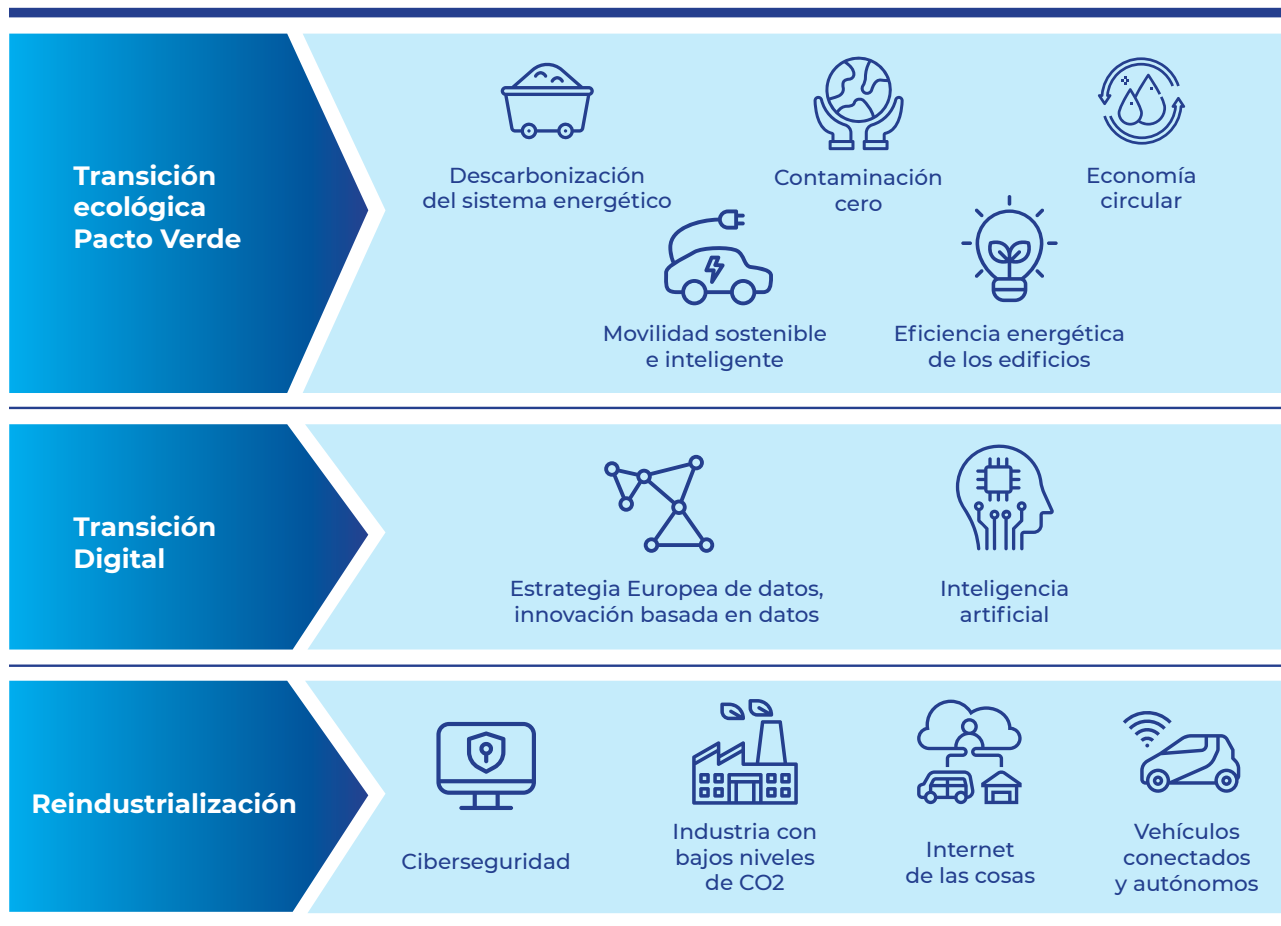 Transición
ecológica
Pacto Verde
Descarbonización
del sistema energético
Contaminación
cero
Economía
circular
Movilidad sostenible
e inteligente
Eficiencia energética
de los edificios
Transición
Digital
Estrategia Europea de datos,
innovación basada en datos
Inteligencia
artificial
Reindustrialización
Ciberseguridad
Industria con
bajos niveles
de CO2
Internet
de las cosas
Vehículos
conectados
y autónomos